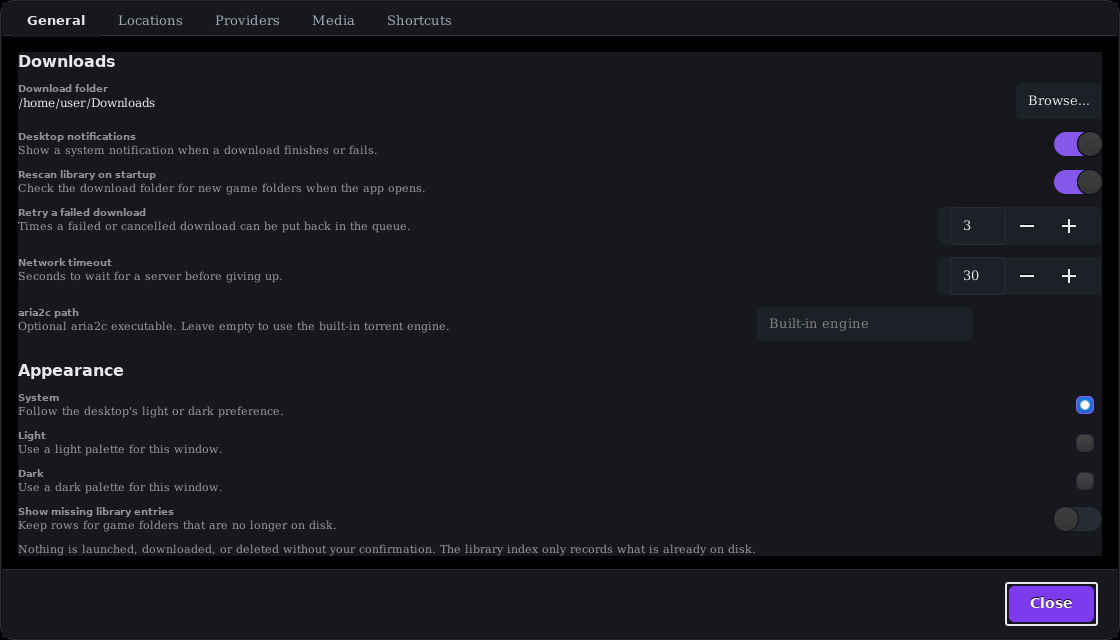 General Locations Providers Media Shortcuts
Downloads
Download folder
/home/user/Downloads
Browse...
Desktop notifications
Show a system notification when a download finishes or fails.
Rescan library on startup
Check the download folder for new game folders when the app opens.
Retry a failed download
Times a failed or cancelled download can be put back in the queue.
3
Network timeout
Seconds to wait for a server before giving up.
30
aria2c path
Optional aria2c executable. Leave empty to use the built-in torrent engine.
Built-in engine
Appearance
System
Follow the desktop's light or dark preference.
Light
Use a light palette for this window.
Dark
Use a dark palette for this window.
Show missing library entries
Keep rows for game folders that are no longer on disk.
Nothing is launched, downloaded, or deleted without your confirmation. The library index only records what is already on disk.
Close